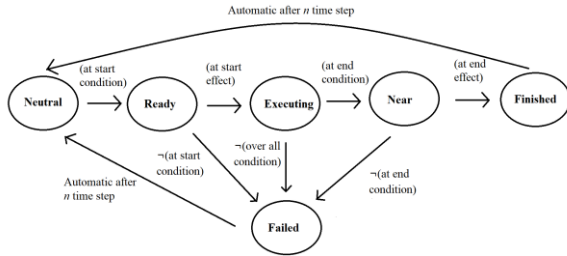 Automatic after n time step
(at start
condition)
(at start
effect)
(at end
condition)
(at end
effect)
Neutral
Ready
Executing
Near
Finished
¬(at start
condition)
¬(over all
condition)
¬(at end
condition)
Automatic after
n time step
Failed